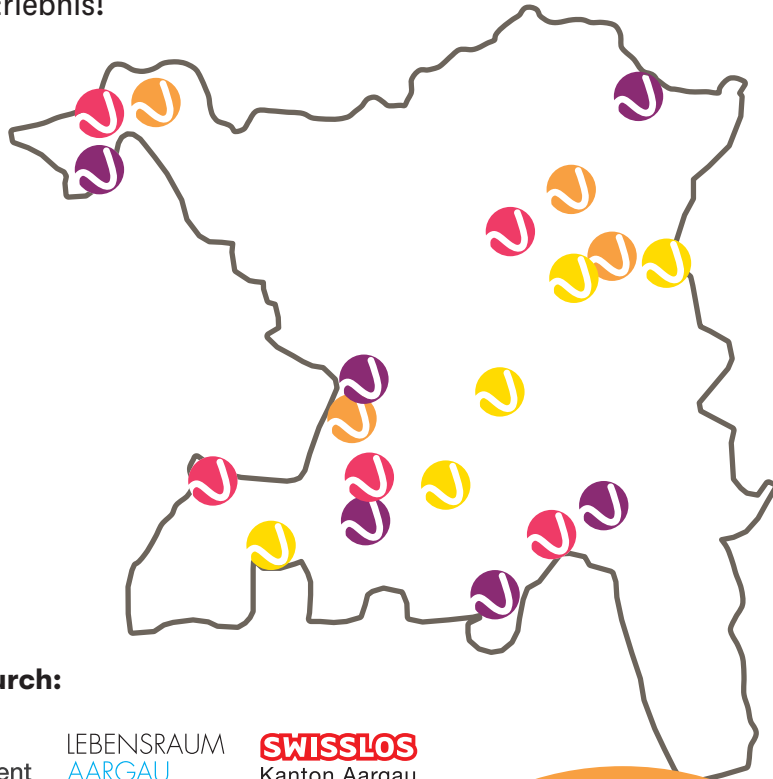 rlebnis!
urch:
LEBENSRAUM
AARGAU
SWISSLOS
Kanton Aargau
ent